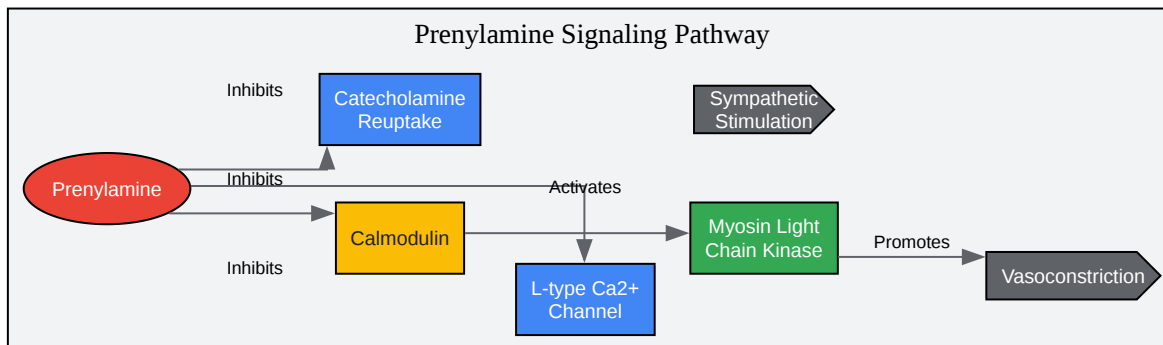 Prenylamine Signaling Pathway
Inhibits
Catecholamine
Reuptake
Sympathetic
Stimulation
Prenylamine
Inhibits
Activates
Calmodulin
Myosin Light
Chain Kinase
Promotes
Inhibits
L-type Ca2+
Channel
Vasoconstriction